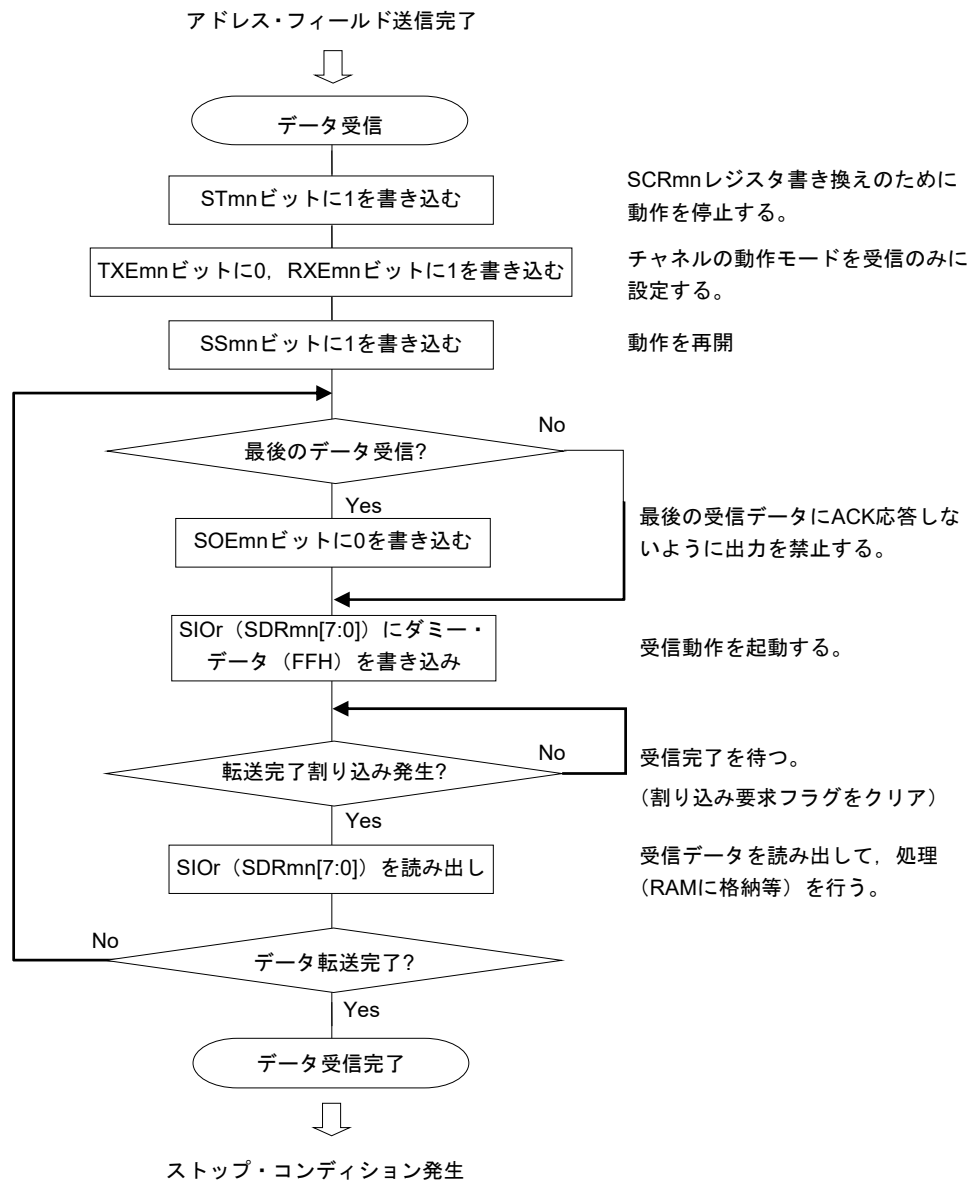 アドレス・フィールド送信完了
データ受信
STmnビットに1を書き込む
SCRmnレジスタ書き換えのために
動作を停止する。
TXEmnビットに0，RXEmnビットに1を書き込む
チャネルの動作モードを受信のみに
設定する。
SSmnビットに1を書き込む
動作を再開
No
最後のデータ受信?
Yes
SOEmnビットに0を書き込む
最後の受信データにACK応答しな
いように出力を禁止する。
SIOr（SDRmn[7:0]）にダミー・
データ（FFH）を書き込み
受信動作を起動する。
No
転送完了割り込み発生?
受信完了を待つ。
（割り込み要求フラグをクリア）
Yes
SIOr（SDRmn[7:0]）を読み出し
受信データを読み出して，処理
（RAMに格納等）を行う。
No
データ転送完了?
Yes
データ受信完了
ストップ・コンディション発生